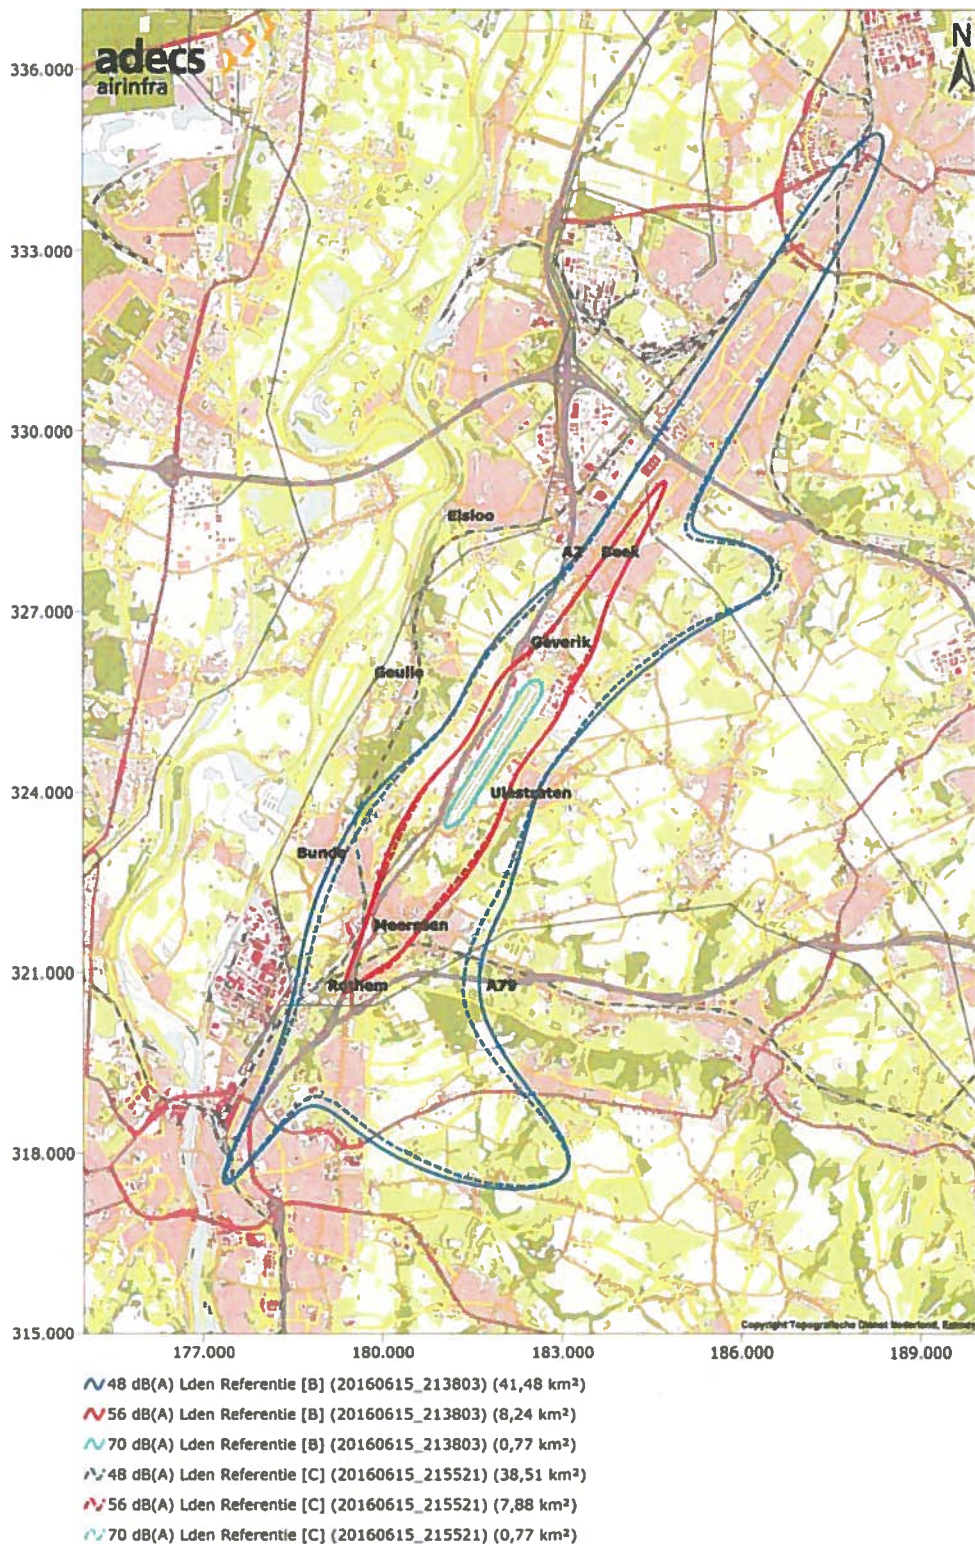 adecs
airinfra
N
336.000
333.000
330.000
Elsloo
A2 Beek
327.000
Geverik
Geulle
324.000
Ulestraten
Bunde
Meerssen
321.000
Rothem
A79
318.000
315.000
Copyright Topografische Dienst Nederland,
177.000 180.000 183.000 186.000 189.000
48 dB(A) Lden Referentie [B] (20160615_213803) (41,48 km²)
56 dB(A) Lden Referentie [B] (20160615_213803) (8,24 km²)
70 dB(A) Lden Referentie [B] (20160615_213803) (0,77 km²)
48 dB(A) Lden Referentie [C] (20160615_215521) (38,51 km²)
56 dB(A) Lden Referentie [C] (20160615_215521) (7,88 km²)
70 dB(A) Lden Referentie [C] (20160615_215521) (0,77 km²)